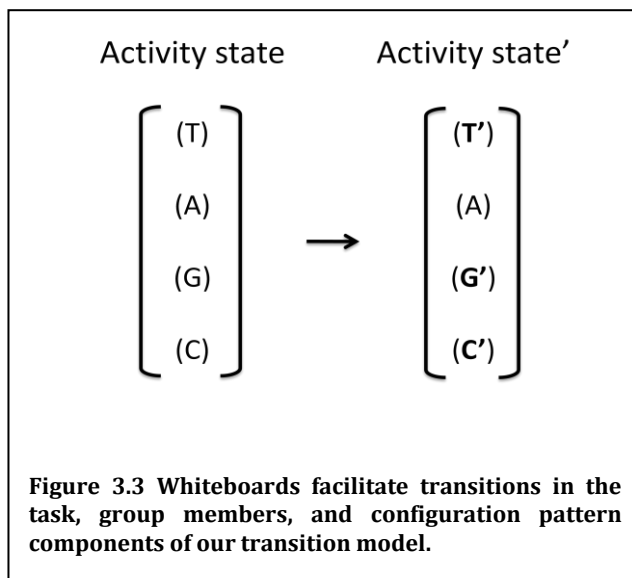 Activity state Activity state’
(T) (T’)
(A) (A)
(G) (G’)
(C) (C’)
Figure 3.3 Whiteboards facilitate transitions in the
task, group members, and configuration pattern
components of our transition model.